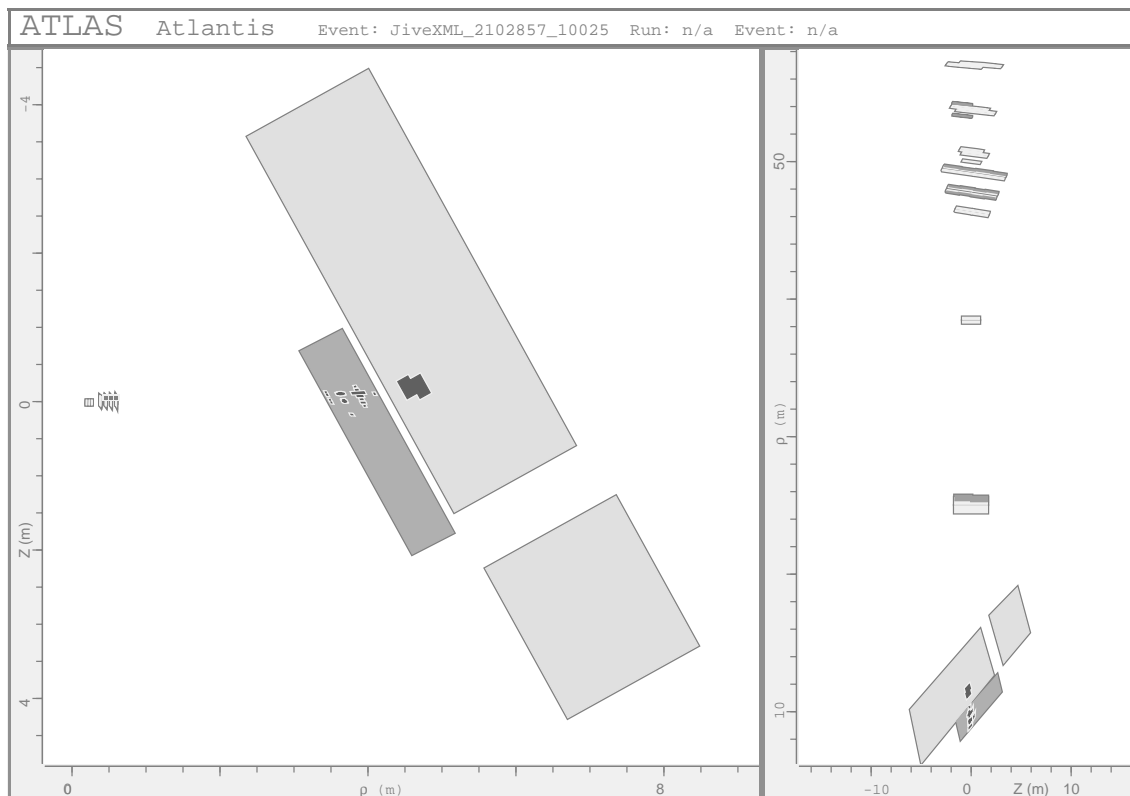 ATLAS Atlantis Event: JiveXML_2102857_10025 Run: n/a Event: n/a
-4
0
Z (m)
4
0
ρ (m)
8
50
ρ (m)
10
-10
0
Z (m)
10